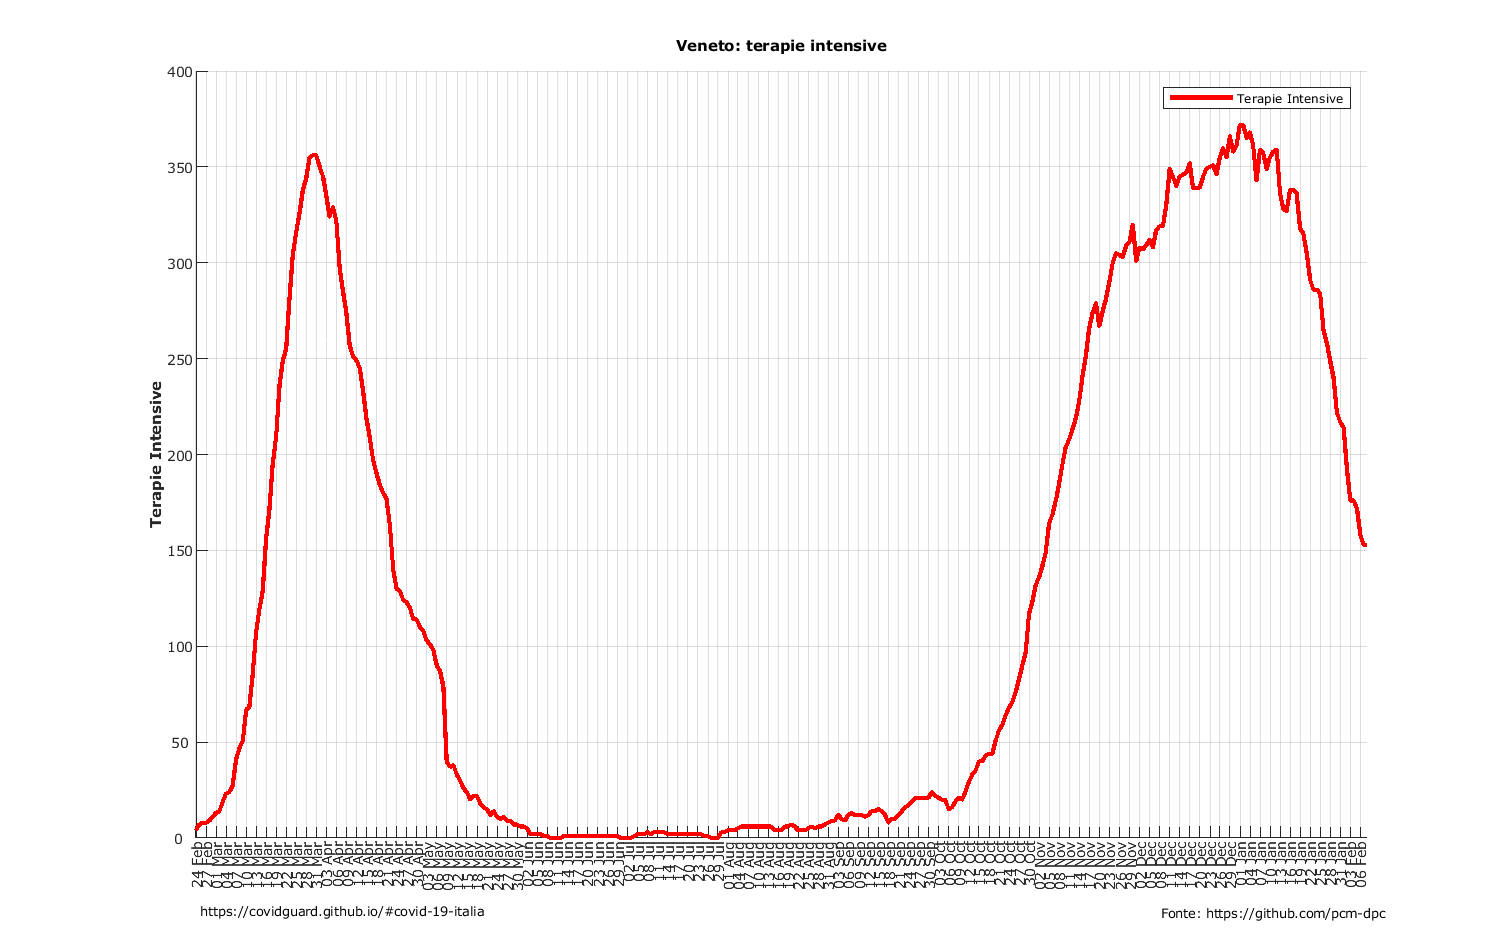 Veneto: terapie intensive
400
Terapie Intensive
350
300
250
200
150
100
50
0
Terapie Intensive
24 Feb
27 Feb
01 Mar
04 Mar
07 Mar
10 Mar
13 Mar
16 Mar
19 Mar
22 Mar
25 Mar
28 Mar
31 Mar
03 Apr
06 Apr
09 Apr
12 Apr
15 Apr
18 Apr
21 Apr
24 Apr
27 Apr
30 Apr
03 May
06 May
09 May
12 May
15 May
18 May
21 May
24 May
27 May
30 May
02 Jun
05 Jun
08 Jun
11 Jun
14 Jun
17 Jun
20 Jun
23 Jun
26 Jun
29 Jun
02 Jul
05 Jul
08 Jul
11 Jul
14 Jul
17 Jul
20 Jul
23 Jul
26 Jul
29 Jul
01 Aug
04 Aug
07 Aug
10 Aug
13 Aug
16 Aug
19 Aug
22 Aug
25 Aug
28 Aug
31 Aug
03 Sep
06 Sep
09 Sep
12 Sep
15 Sep
18 Sep
21 Sep
24 Sep
27 Sep
30 Sep
03 Oct
06 Oct
09 Oct
12 Oct
15 Oct
18 Oct
21 Oct
24 Oct
27 Oct
30 Oct
02 Nov
05 Nov
08 Nov
11 Nov
14 Nov
17 Nov
20 Nov
23 Nov
26 Nov
29 Nov
02 Dec
05 Dec
08 Dec
11 Dec
14 Dec
17 Dec
20 Dec
23 Dec
26 Dec
29 Dec
01 Jan
04 Jan
07 Jan
10 Jan
13 Jan
16 Jan
19 Jan
22 Jan
25 Jan
28 Jan
31 Jan
03 Feb
06 Feb
https://covidguard.github.io/#covid-19-italia
Fonte: https://github.com/pcm-dpc